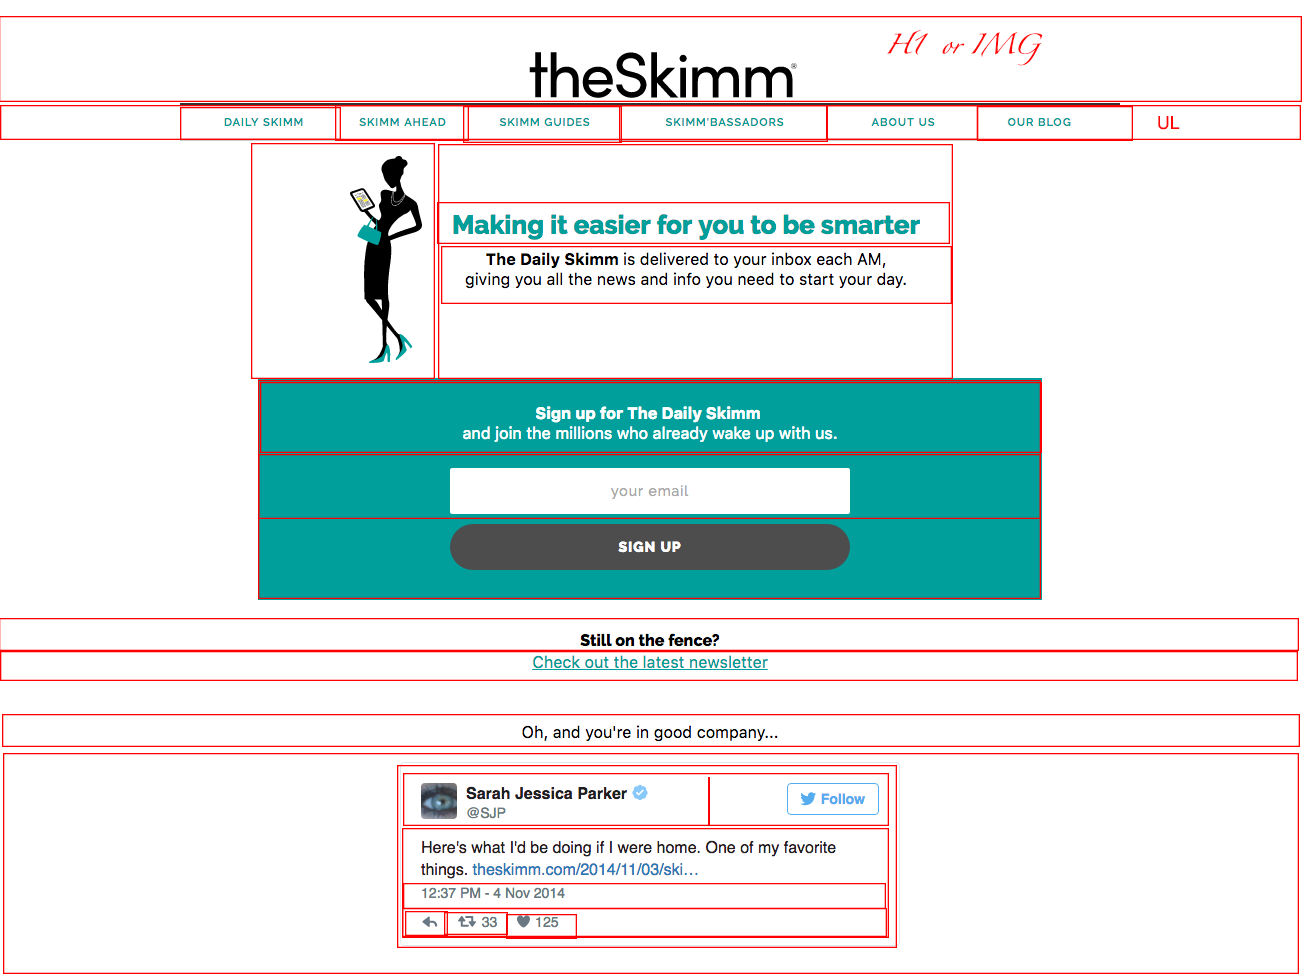 H1 or IMG
theSkimm®
DAILY SKIMM SKIMM AHEAD SKIMM GUIDES SKIMM'BASSADORS ABOUT US OUR BLOG UL
Making it easier for you to be smarter
The Daily Skimm is delivered to your inbox each AM,
giving you all the news and info you need to start your day.
Sign up for The Daily Skimm
and join the millions who already wake up with us.
your email
SIGN UP
Still on the fence?
Check out the latest newsletter
Oh, and you're in good company...
Sarah Jessica Parker
@SJP
Follow
Here's what I'd be doing if I were home. One of my favorite
things. theskimm.com/2014/11/03/ski…
12:37 PM - 4 Nov 2014
33 125